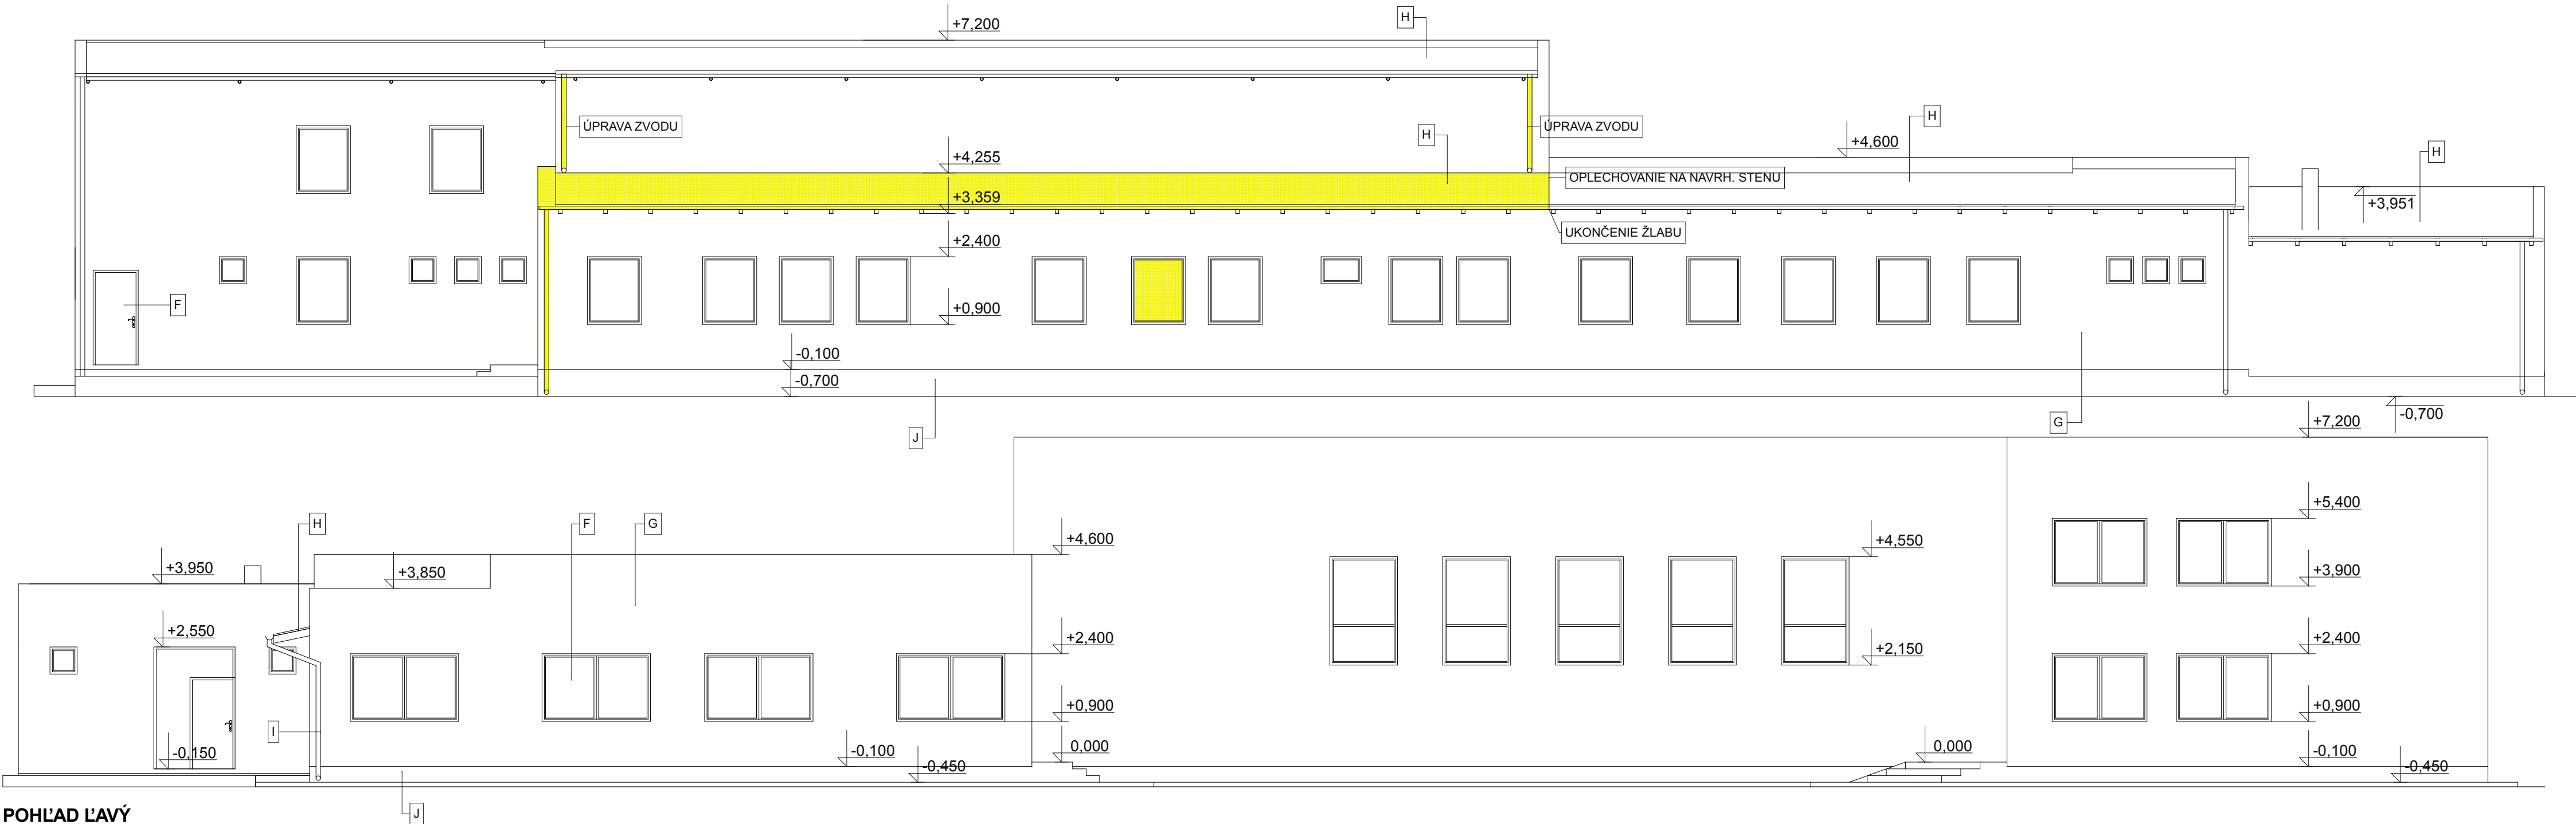 +7,200
H
ÚPRAVA ZVODU
H
ÚPRAVA ZVODU
H
+4,600
H
+4,255
OPLECHOVANIE NA NAVRH. STENU
+3,359
+3,951
UKONČENIE ŽLABU
+2,400
F
+0,900
-0,100
-0,700
J
G
-0,700
+7,200
+5,400
H
F
G
+4,600
+4,550
+3,950
+3,850
+3,900
+2,550
+2,400
+2,150
+2,400
+0,900
+0,900
I
-0,150
-0,100
0,000
0,000
-0,100
-0,450
-0,450
J
POHĽAD ĽAVÝ